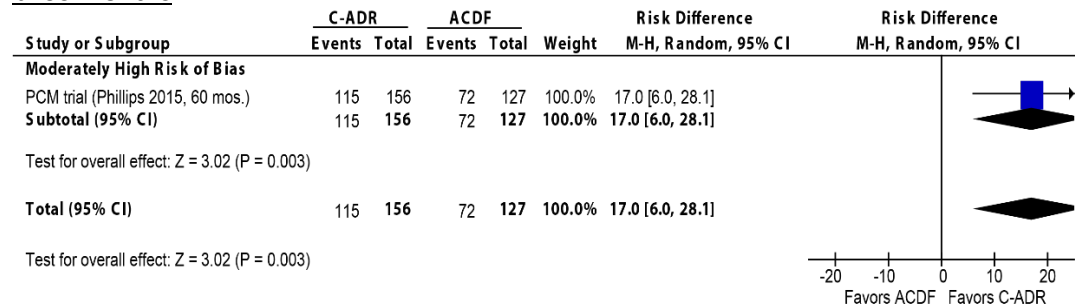 C-ADR ACDF Risk Difference Risk Difference
Study or Subgroup Events Total Events Total Weight M-H, Random, 95% CI M-H, Random, 95% CI
Moderately High Risk of Bias
PCM trial (Phillips 2015, 60 mos.) 115 156 72 127 100.0% 17.0 [6.0, 28.1]
Subtotal (95% CI) 115 156 72 127 100.0% 17.0 [6.0, 28.1]
Test for overall effect: Z = 3.02 (P = 0.003)
Total (95% CI) 115 156 72 127 100.0% 17.0 [6.0, 28.1]
Test for overall effect: Z = 3.02 (P = 0.003)
-20 -10 0 10 20
Favors ACDF Favors C-ADR